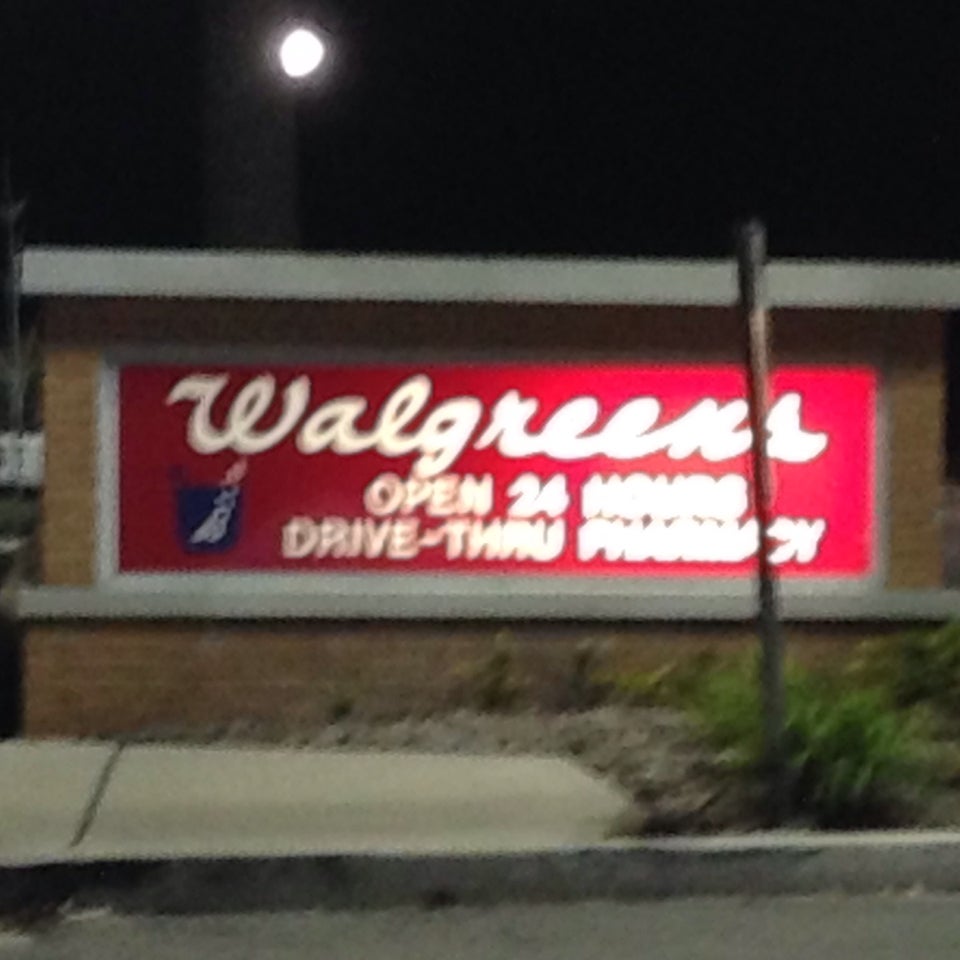 Walgreens
OPEN 24 HOURS
DRIVE-THRU PHARMACY